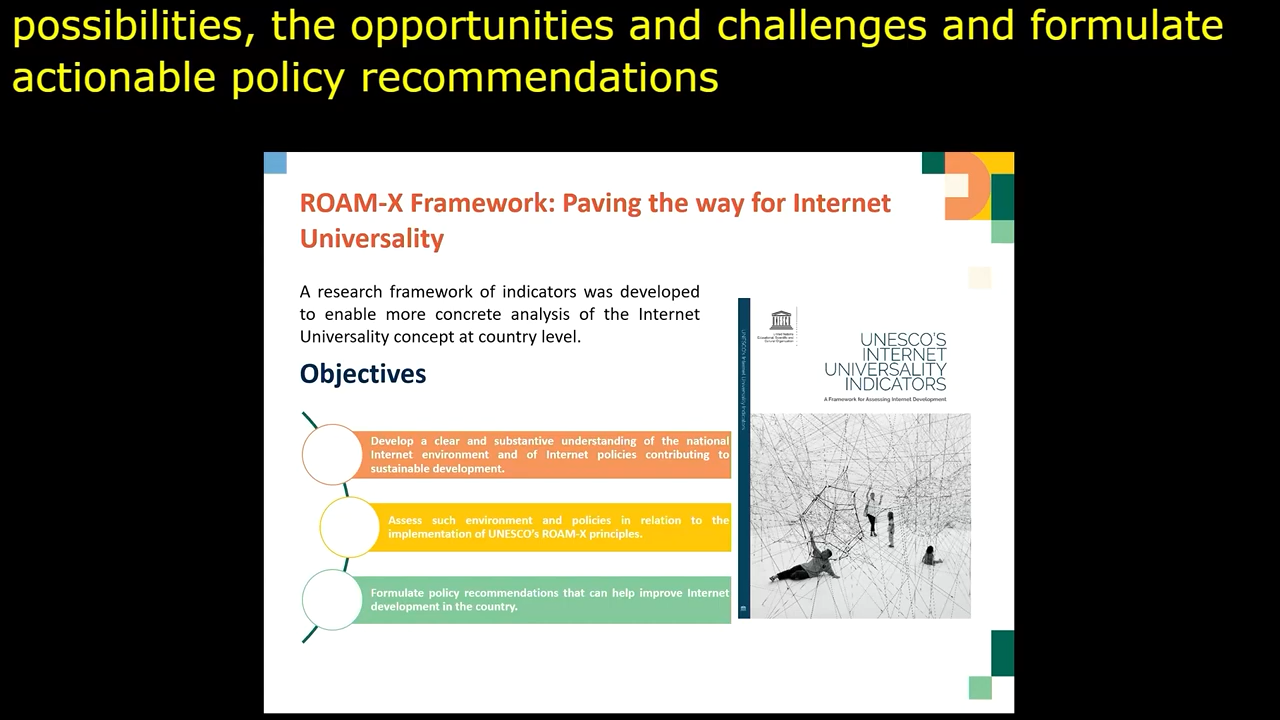 possibilities, the opportunities and challenges and formulate
actionable policy recommendations
ROAM-X Framework: Paving the way for Internet
Universality
A research framework of indicators was developed
to enable more concrete analysis of the Internet
Universality concept at country level.
Objectives
Develop a clear and substantive understanding of the national
Internet environment and of Internet policies contributing to
sustainable development.
Assess such environment and policies in relation to the
implementation of UNESCO's ROAM-X principles.
Formulate policy recommendations that can help improve Internet
development in the country.
UNESCO'S
INTERNET
UNIVERSALITY
INDICATORS
A Framework for Assessing Internet Development